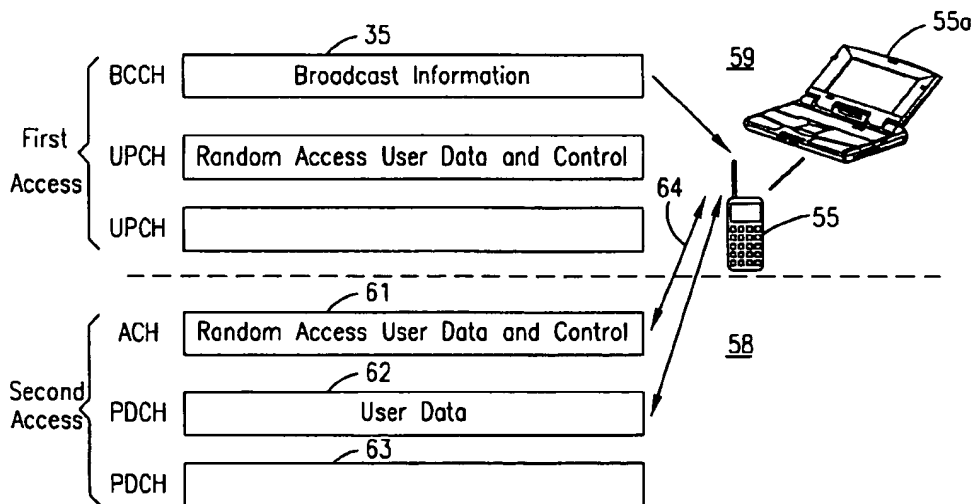 35
BCCH
Broadcast Information
59
55a
First
Access
UPCH
Random Access User Data and Control
64
UPCH
55
61
ACH
Random Access User Data and Control
58
Second
Access
62
PDCH
User Data
63
PDCH